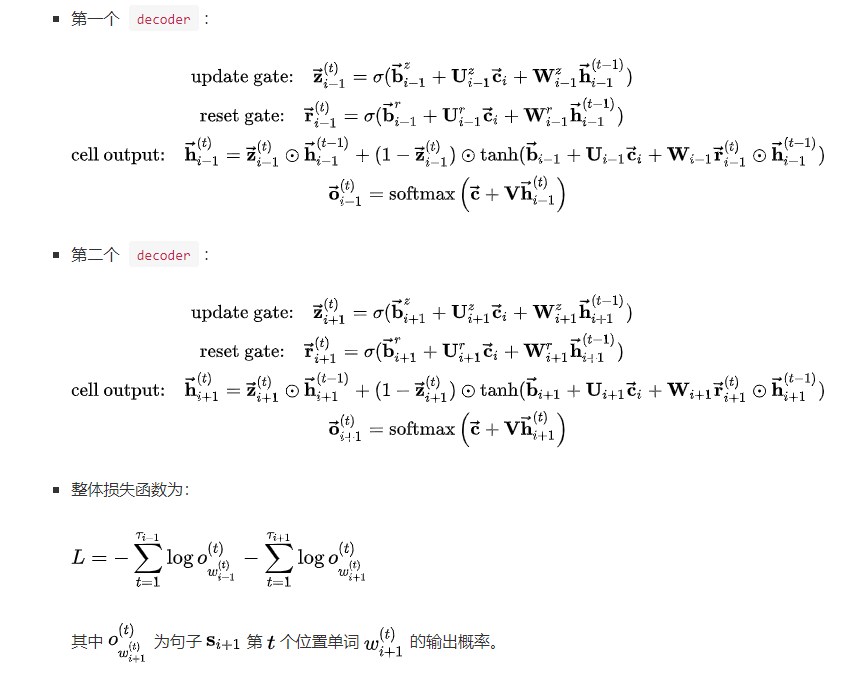 ▪ 第一个 decoder :
update gate: $\vec{\mathbf{z}}_{i-1}^{(t)} = \sigma(\vec{\mathbf{b}}_{i-1}^{z} + \mathbf{U}_{i-1}^{z}\vec{\mathbf{c}}_i + \mathbf{W}_{i-1}^{z}\vec{\mathbf{h}}_{i-1}^{(t-1)})$
reset gate: $\vec{\mathbf{r}}_{i-1}^{(t)} = \sigma(\vec{\mathbf{b}}_{i-1}^{r} + \mathbf{U}_{i-1}^{r}\vec{\mathbf{c}}_i + \mathbf{W}_{i-1}^{r}\vec{\mathbf{h}}_{i-1}^{(t-1)})$
cell output: $\vec{\mathbf{h}}_{i-1}^{(t)} = \vec{\mathbf{z}}_{i-1}^{(t)} \odot \vec{\mathbf{h}}_{i-1}^{(t-1)} + (1 - \vec{\mathbf{z}}_{i-1}^{(t)}) \odot \tanh(\vec{\mathbf{b}}_{i-1} + \mathbf{U}_{i-1}\vec{\mathbf{c}}_i + \mathbf{W}_{i-1}\vec{\mathbf{r}}_{i-1}^{(t)} \odot \vec{\mathbf{h}}_{i-1}^{(t-1)})$
$\vec{\mathbf{o}}_{i-1}^{(t)} = \text{softmax}\left(\vec{\mathbf{c}} + \mathbf{V}\vec{\mathbf{h}}_{i-1}^{(t)}\right)$
▪ 第二个 decoder :
update gate: $\vec{\mathbf{z}}_{i+1}^{(t)} = \sigma(\vec{\mathbf{b}}_{i+1}^{z} + \mathbf{U}_{i+1}^{z}\vec{\mathbf{c}}_i + \mathbf{W}_{i+1}^{z}\vec{\mathbf{h}}_{i+1}^{(t-1)})$
reset gate: $\vec{\mathbf{r}}_{i+1}^{(t)} = \sigma(\vec{\mathbf{b}}_{i+1}^{r} + \mathbf{U}_{i+1}^{r}\vec{\mathbf{c}}_i + \mathbf{W}_{i+1}^{r}\vec{\mathbf{h}}_{i+1}^{(t-1)})$
cell output: $\vec{\mathbf{h}}_{i+1}^{(t)} = \vec{\mathbf{z}}_{i+1}^{(t)} \odot \vec{\mathbf{h}}_{i+1}^{(t-1)} + (1 - \vec{\mathbf{z}}_{i+1}^{(t)}) \odot \tanh(\vec{\mathbf{b}}_{i+1} + \mathbf{U}_{i+1}\vec{\mathbf{c}}_i + \mathbf{W}_{i+1}\vec{\mathbf{r}}_{i+1}^{(t)} \odot \vec{\mathbf{h}}_{i+1}^{(t-1)})$
$\vec{\mathbf{o}}_{i+1}^{(t)} = \text{softmax}\left(\vec{\mathbf{c}} + \mathbf{V}\vec{\mathbf{h}}_{i+1}^{(t)}\right)$
▪ 整体损失函数为:
$L = -\sum_{t=1}^{\tau_{i-1}} \log o_{w_{i-1}^{(t)}}^{(t)} - \sum_{t=1}^{\tau_{i+1}} \log o_{w_{i+1}^{(t)}}^{(t)}$
其中 $o_{w_{i+1}^{(t)}}^{(t)}$ 为句子 $\mathbf{s}_{i+1}$ 第 $t$ 个位置单词 $w_{i+1}^{(t)}$ 的输出概率。